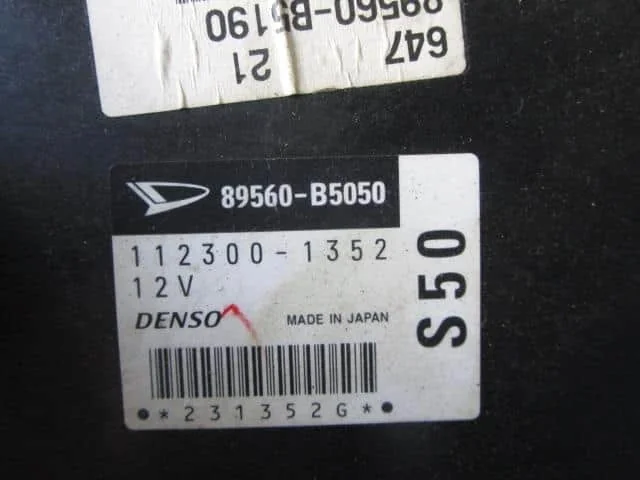 647
89560-B5190
21
89560-B5050
112300-1352
12V
DENSO
MADE IN JAPAN
*231352G*
S50